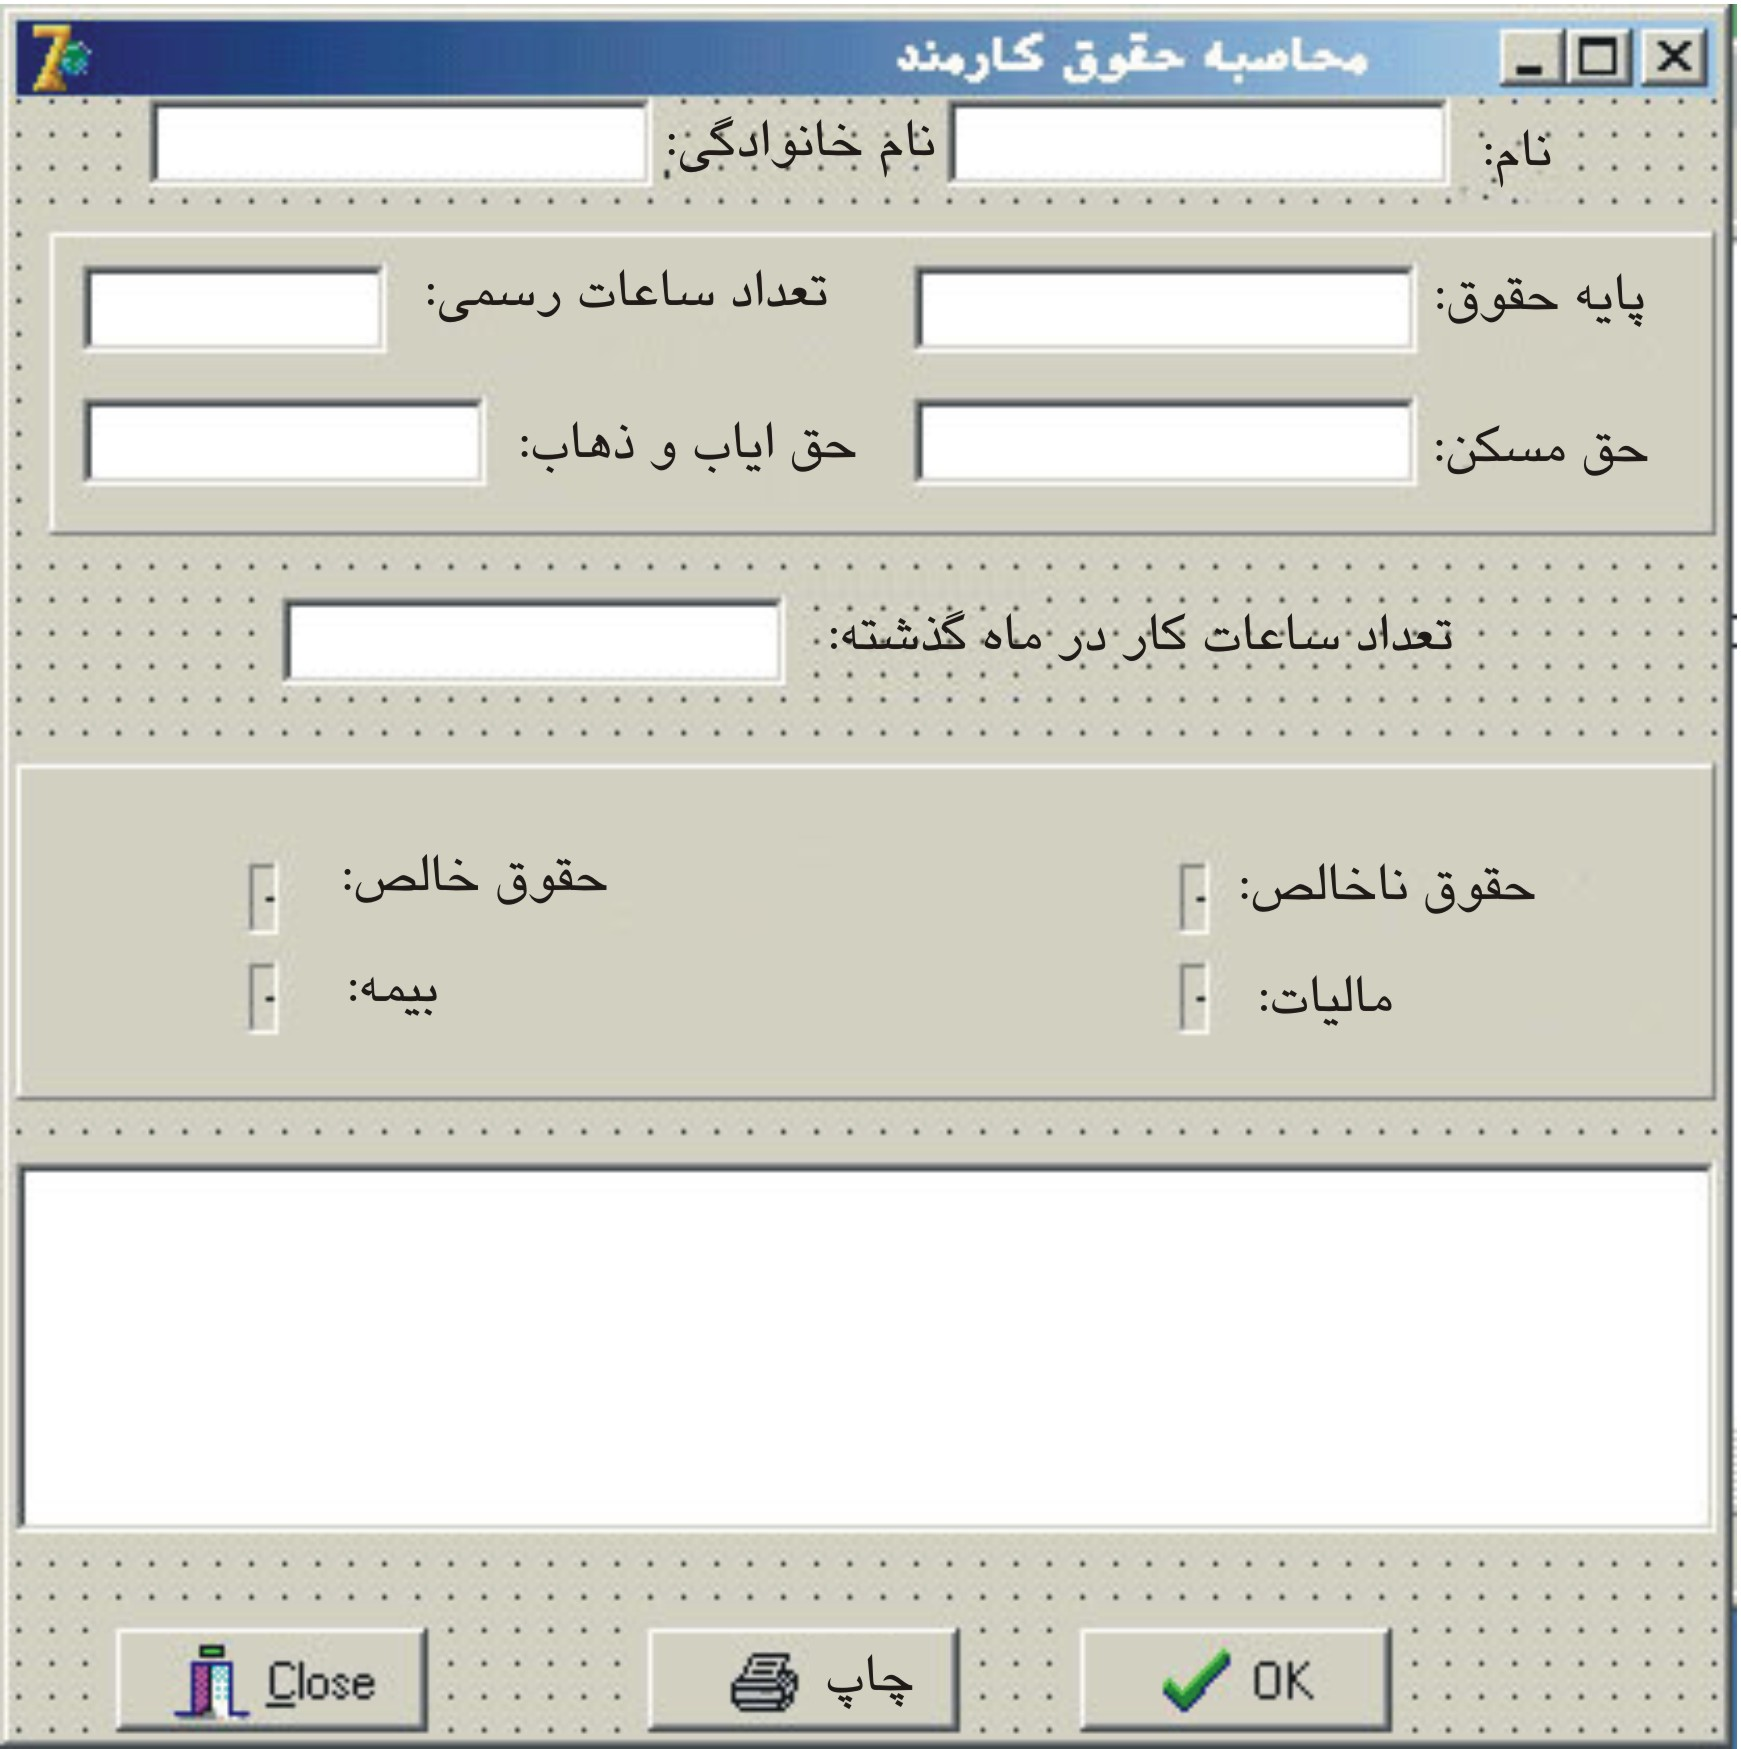 محاصبه حقوق کارمند
نام: نام خانوادگی:
پایه حقوق: تعداد ساعات رسمی:
حق مسکن: حق ایاب و ذهاب:
تعداد ساعات کار در ماه گذشته:
حقوق ناخالص: - حقوق خالص: -
مالیات: - بیمه: -
OK چاپ Close